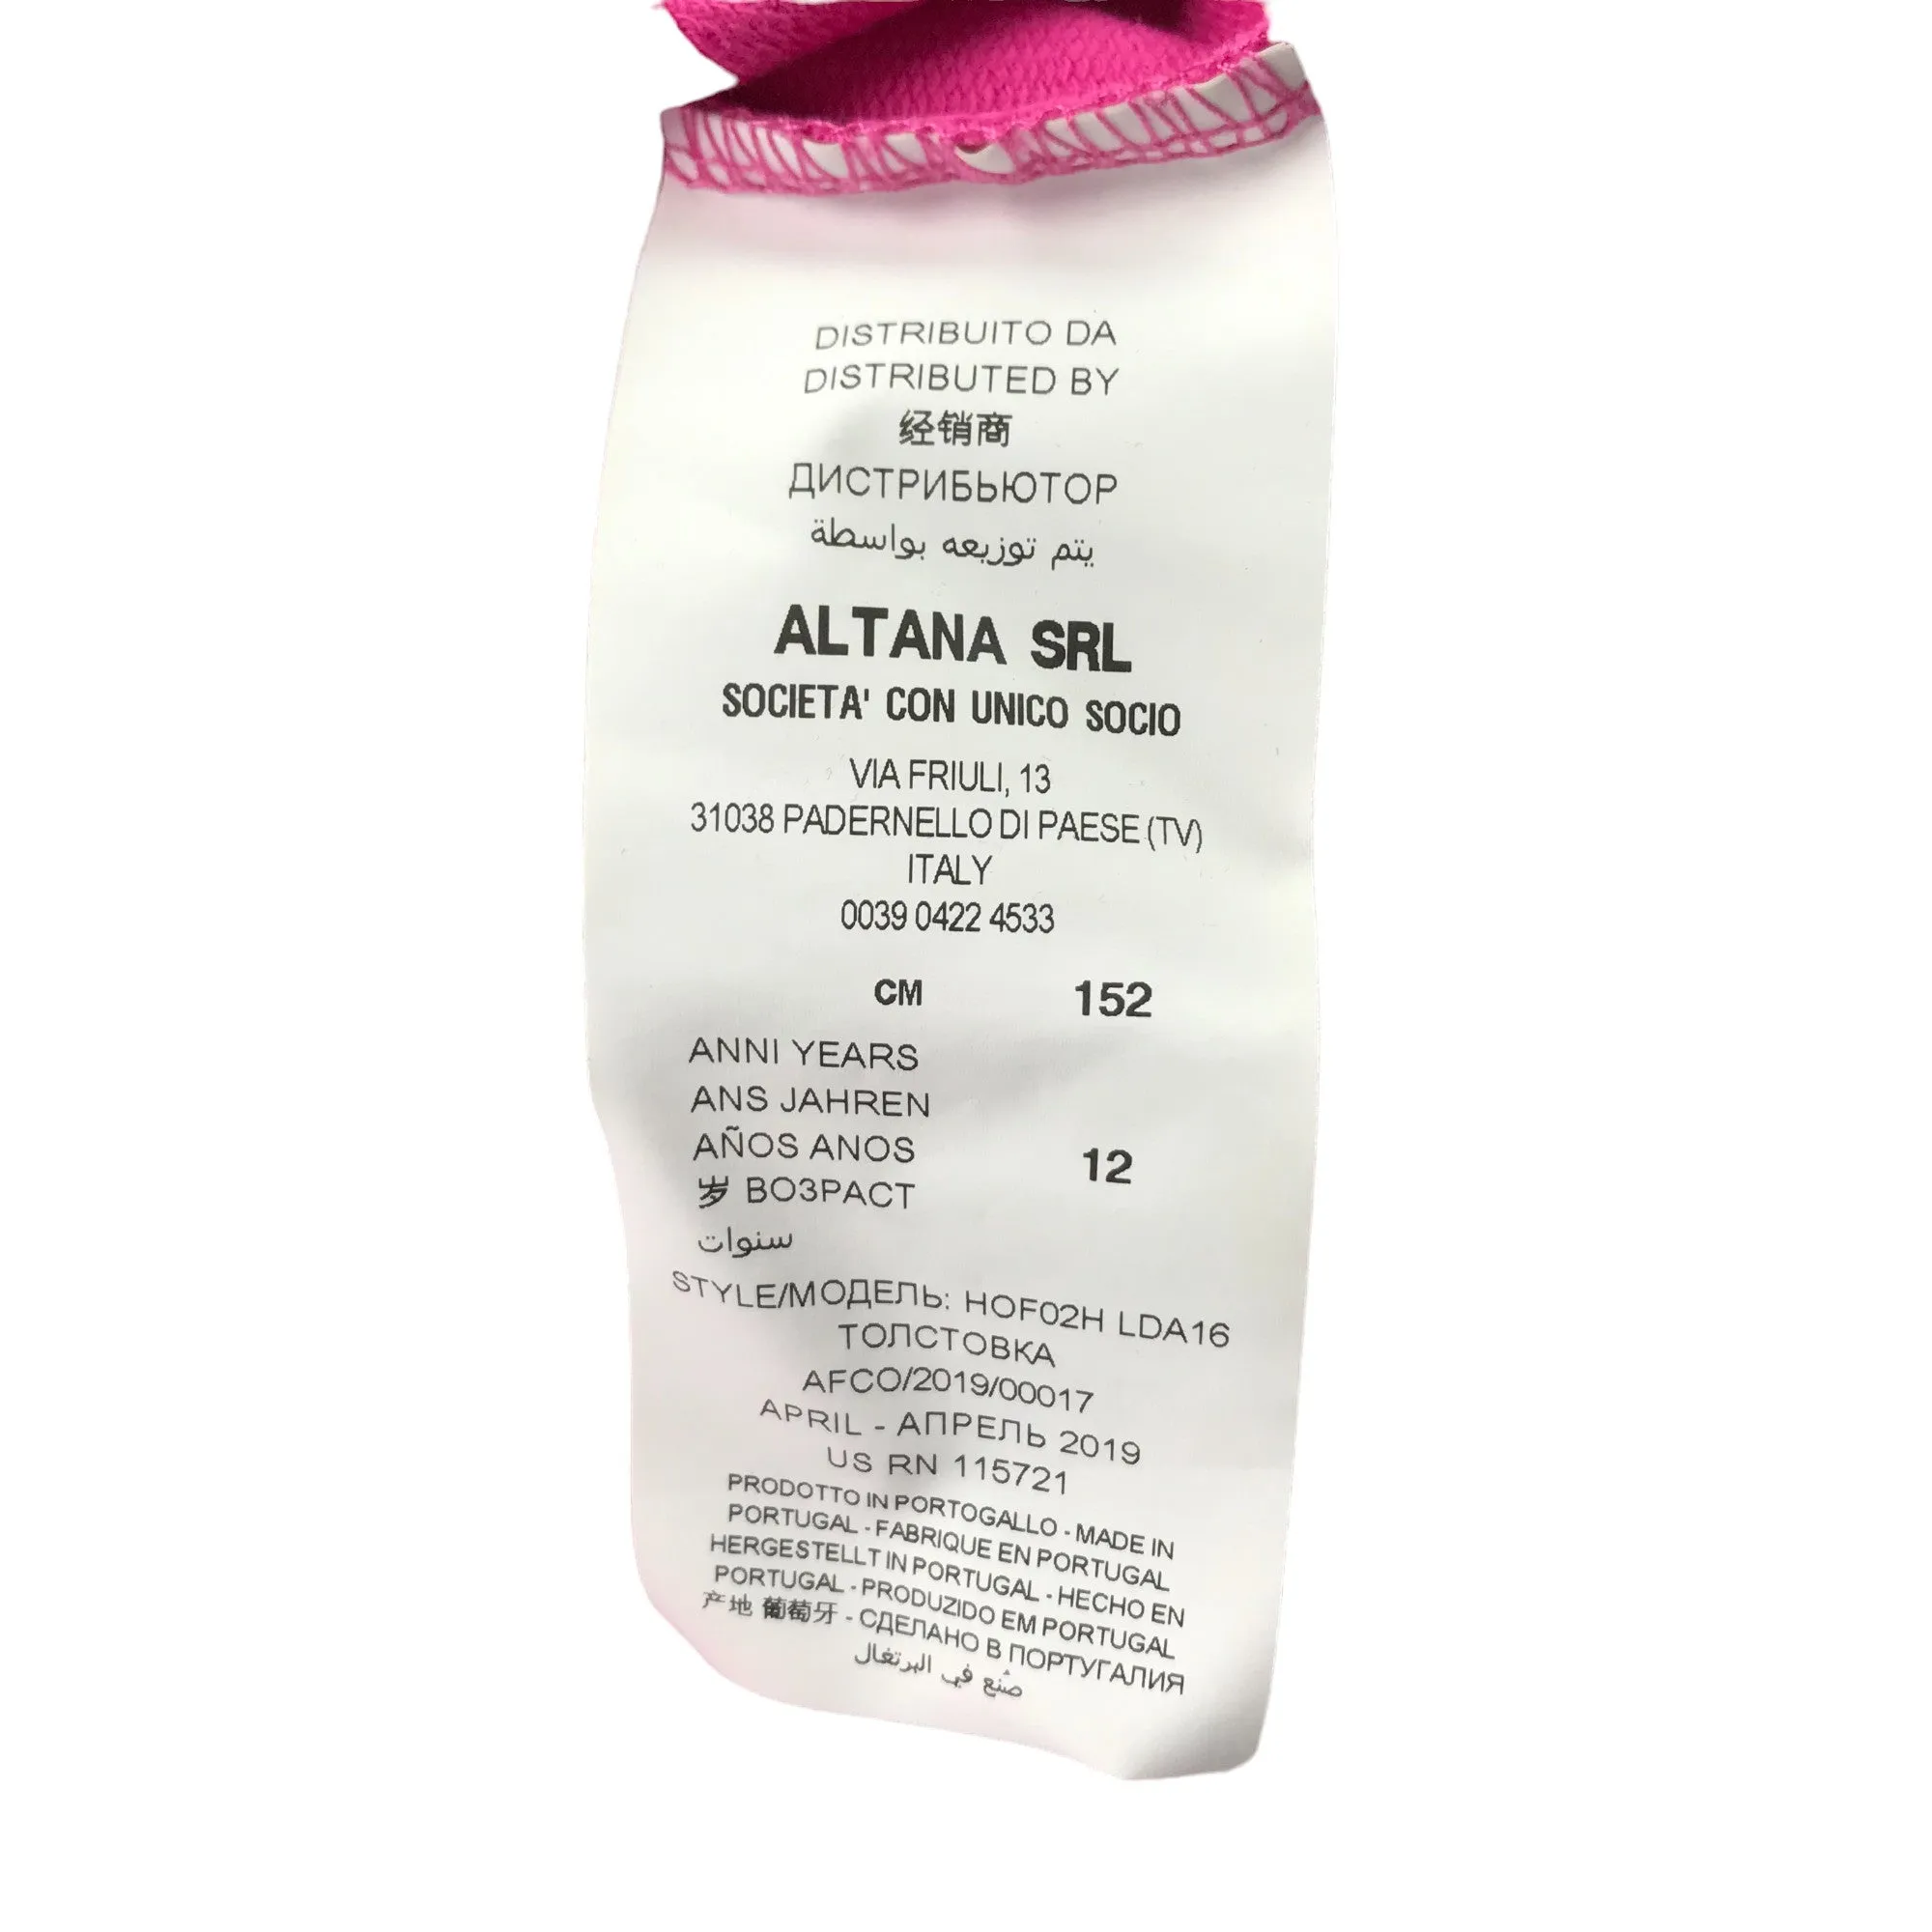 DISTRIBUITO DA
DISTRIBUTED BY
经销商
ДИСТРИБЬЮТОР
يتم توزيعه بواسطة
ALTANA SRL
SOCIETA' CON UNICO SOCIO
VIA FRIULI, 13
31038 PADERNELLO DI PAESE (TV)
ITALY
0039 0422 4533
CM 152
ANNI YEARS
ANS JAHREN
AÑOS ANOS 12
岁 ВОЗРАСТ
سنوات
STYLE/МОДЕЛЬ: HOF02H LDA16
ТОЛСТОВКА
AFCO/2019/00017
APRIL - АПРЕЛЬ 2019
US RN 115721
PRODOTTO IN PORTOGALLO - MADE IN
PORTUGAL - FABRIQUE EN PORTUGAL
HERGESTELLT IN PORTUGAL - HECHO EN
PORTUGAL - PRODUZIDO EM PORTUGAL
产地 葡萄牙 - СДЕЛАНО В ПОРТУГАЛИЯ
صُنع في البرتغال